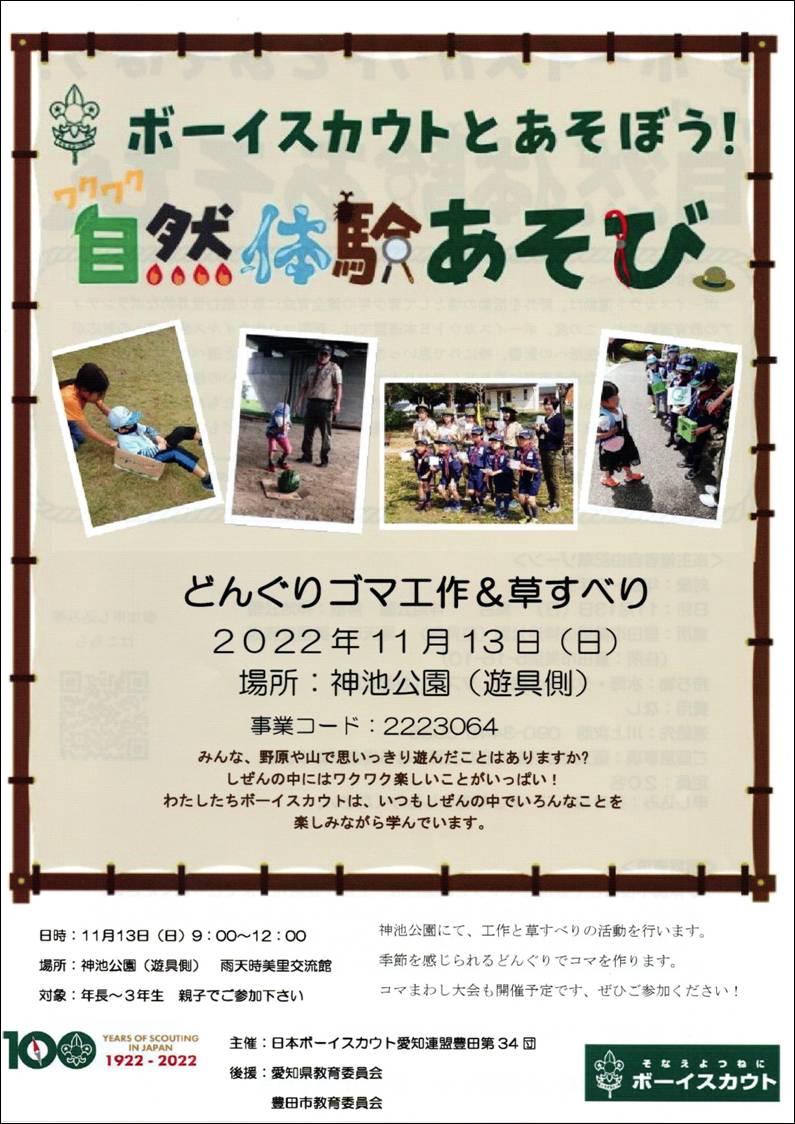 ボーイスカウトとあそぼう!
ワクワク
自然体験あそび
どんぐりゴマ工作&草すべり
2022年11月13日（日）
場所：神池公園（遊具側）
事業コード：2223064
みんな、野原や山で思いっきり遊んだことはありますか?
しぜんの中にはワクワク楽しいことがいっぱい！
わたしたちボーイスカウトは、いつもしぜんの中でいろんなことを
楽しみながら学んでいます。
日時：11月13日（日）9：00～12：00
場所：神池公園（遊具側）　雨天時美里交流館
対象：年長～3年生　親子でご参加下さい
神池公園にて、工作と草すべりの活動を行います。
季節を感じられるどんぐりでコマを作ります。
コマまわし大会も開催予定です、ぜひご参加ください！
100 YEARS OF SCOUTING
IN JAPAN
1922 - 2022
主催：日本ボーイスカウト愛知連盟豊田第34団
後援：愛知県教育委員会
豊田市教育委員会
そなえよつねに
ボーイスカウト